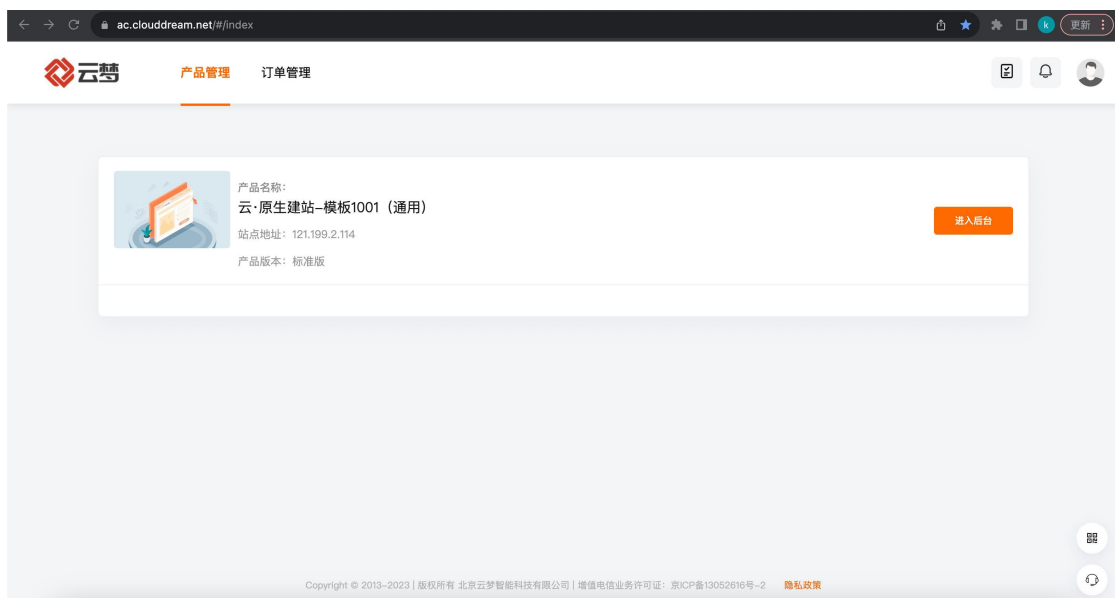 ac.clouddream.net/#/index
k
更新
云梦
产品管理
订单管理
产品名称：
云·原生建站-模板1001（通用）
站点地址：121.199.2.114
产品版本：标准版
进入后台
Copyright © 2013-2023 | 版权所有 北京云梦智能科技有限公司 | 增值电信业务许可证：京ICP备13052616号-2 隐私政策